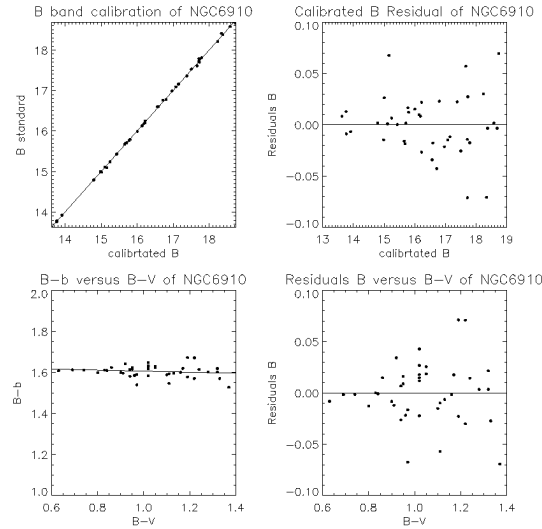 B band calibration of NGC6910
18
17
16
15
14
B standard
14 15 16 17 18
calibrtated B
Calibrated B Residual of NGC6910
0.10
0.05
0.00
−0.05
−0.10
Residuals B
13 14 15 16 17 18 19
calibrtated B
B−b versus B−V of NGC6910
2.0
1.8
1.6
1.4
1.2
1.0
B−b
0.6 0.8 1.0 1.2 1.4
B−V
Residuals B versus B−V of NGC6910
0.10
0.05
0.00
−0.05
−0.10
Residuals B
0.6 0.8 1.0 1.2 1.4
B−V